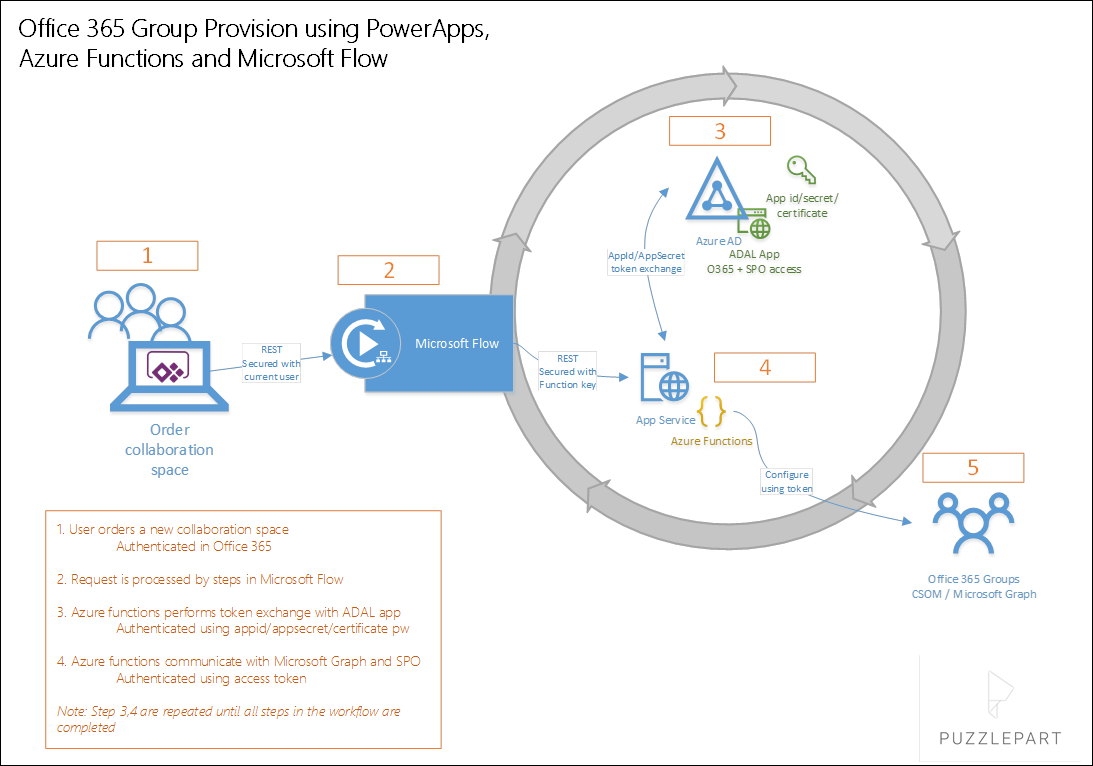 Office 365 Group Provision using PowerApps,
Azure Functions and Microsoft Flow
1
2
3
4
5
Order
collaboration
space
REST
Secured with
current user
Microsoft Flow
REST
Secured with
Function key
AppId/AppSecret
token exchange
Azure AD
App id/secret/
certificate
ADAL App
O365 + SPO access
App Service
{ }
Azure Functions
Configure
using token
Office 365 Groups
CSOM / Microsoft Graph
1. User orders a new collaboration space
Authenticated in Office 365
2. Request is processed by steps in Microsoft Flow
3. Azure functions performs token exchange with ADAL app
Authenticated using appid/appsecret/certificate pw
4. Azure functions communicate with Microsoft Graph and SPO
Authenticated using access token
Note: Step 3,4 are repeated until all steps in the workflow are
completed
PUZZLEPART